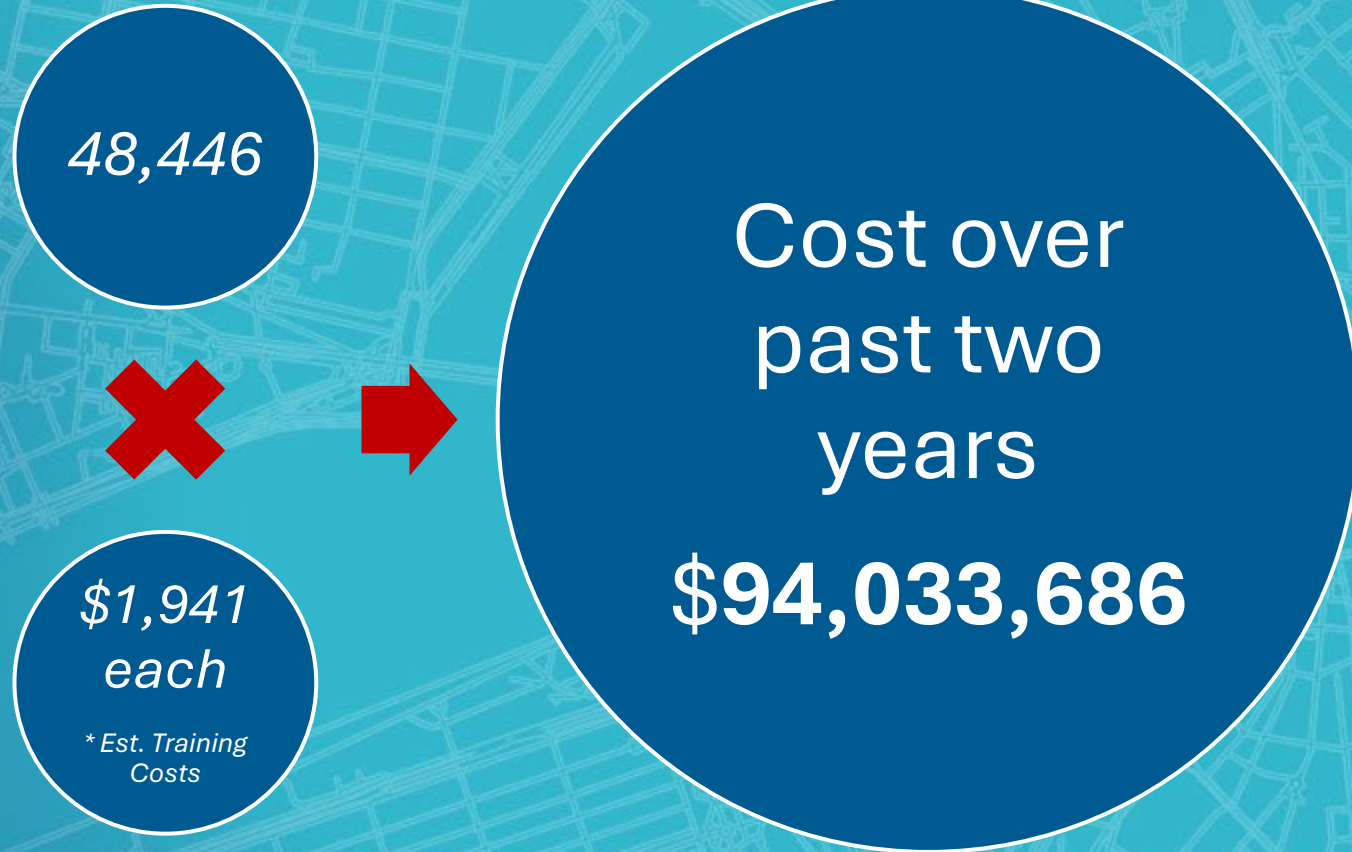 48,446
$1,941
each
* Est. Training
Costs
Cost over
past two
years
$94,033,686